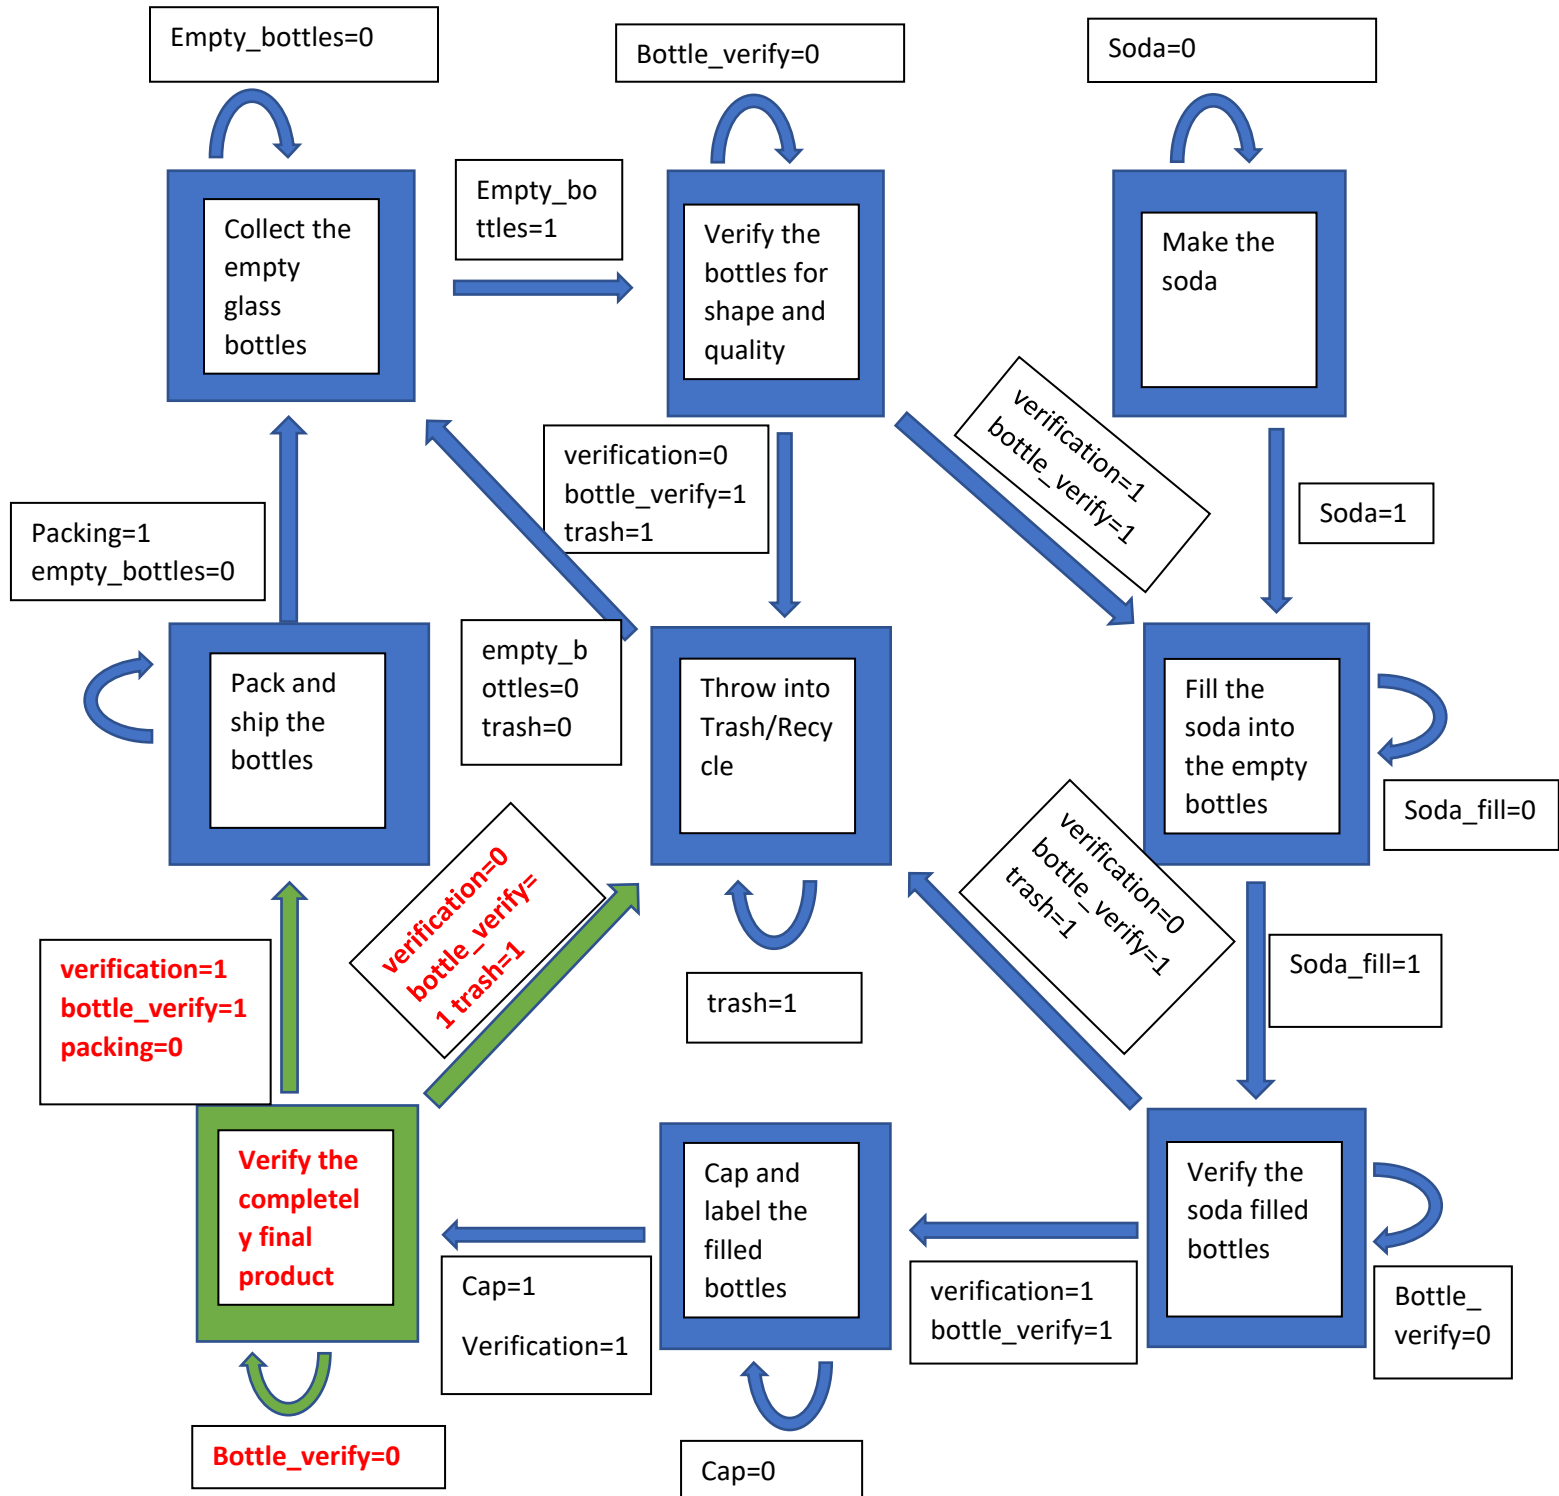 Empty_bottles=0
Bottle_verify=0
Soda=0
Collect the
empty
glass
bottles
Empty_bo
ttles=1
Verify the
bottles for
shape and
quality
Make the
soda
verification=1
bottle_verify=1
Soda=1
verification=0
bottle_verify=1
trash=1
Packing=1
empty_bottles=0
Pack and
ship the
bottles
empty_b
ottles=0
trash=0
Throw into
Trash/Recy
cle
Fill the
soda into
the empty
bottles
Soda_fill=0
verification=0
bottle_verify=
1 trash=1
verification=0
bottle_verify=1
trash=1
Soda_fill=1
verification=1
bottle_verify=1
packing=0
trash=1
Verify the
completel
y final
product
Cap=1
Verification=1
Cap and
label the
filled
bottles
verification=1
bottle_verify=1
Verify the
soda filled
bottles
Bottle_
verify=0
Bottle_verify=0
Cap=0